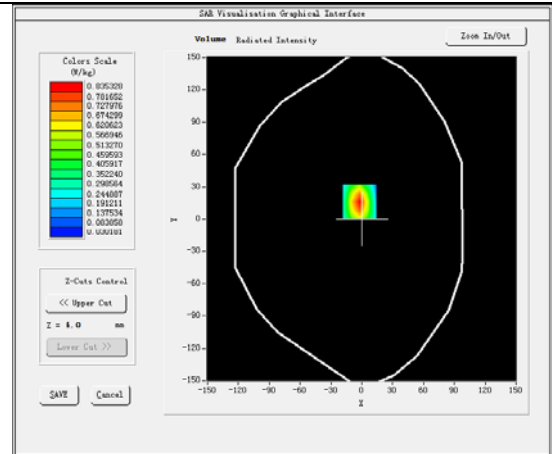 SAR Visualisation Graphical Interface
Volume Radiated Intensity
Zoom In/Out
Colors Scale
(W/kg)
0.835328
0.781652
0.727976
0.674299
0.620623
0.566946
0.513270
0.459593
0.405917
0.352240
0.298564
0.244887
0.191211
0.137534
0.083858
0.030181
Z-Cuts Control
<< Upper Cut
Z = 4.0 mm
Lower Cut >>
SAVE
Cancel
150
120
90
60
30
0
-30
-60
-90
-120
-150
Y
-150 -120 -90 -60 -30 0 30 60 90 120 150
X